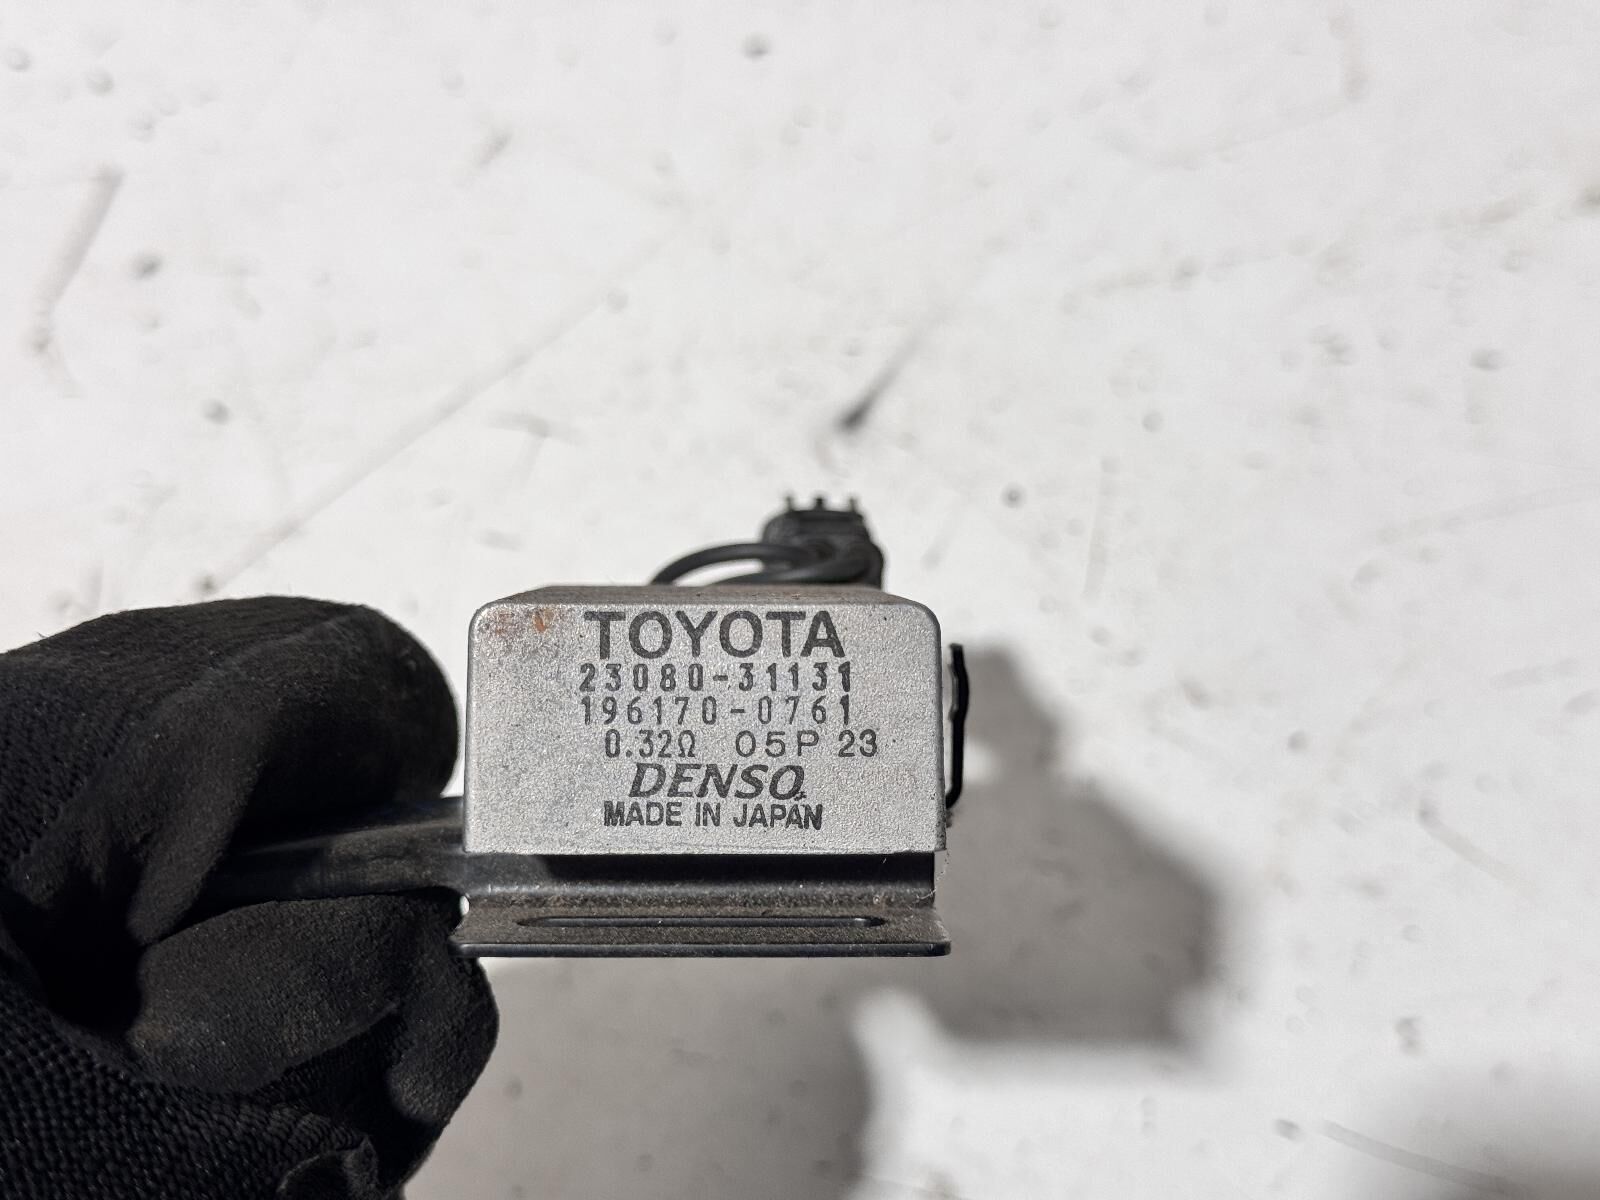 TOYOTA
23080-31131
196170-0761
0.32Ω 05P 23
DENSO
MADE IN JAPAN